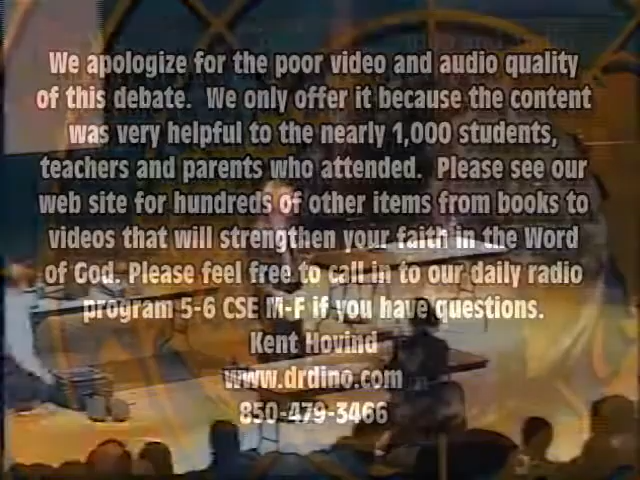 We apologize for the poor video and audio quality
of this debate. We only offer it because the content
was very helpful to the nearly 1,000 students,
teachers and parents who attended. Please see our
web site for hundreds of other items from books to
videos that will strengthen your faith in the Word
of God. Please feel free to call in to our daily radio
program 5-6 CSE M-F if you have questions.
Kent Hovind
www.drdino.com
850-479-3466